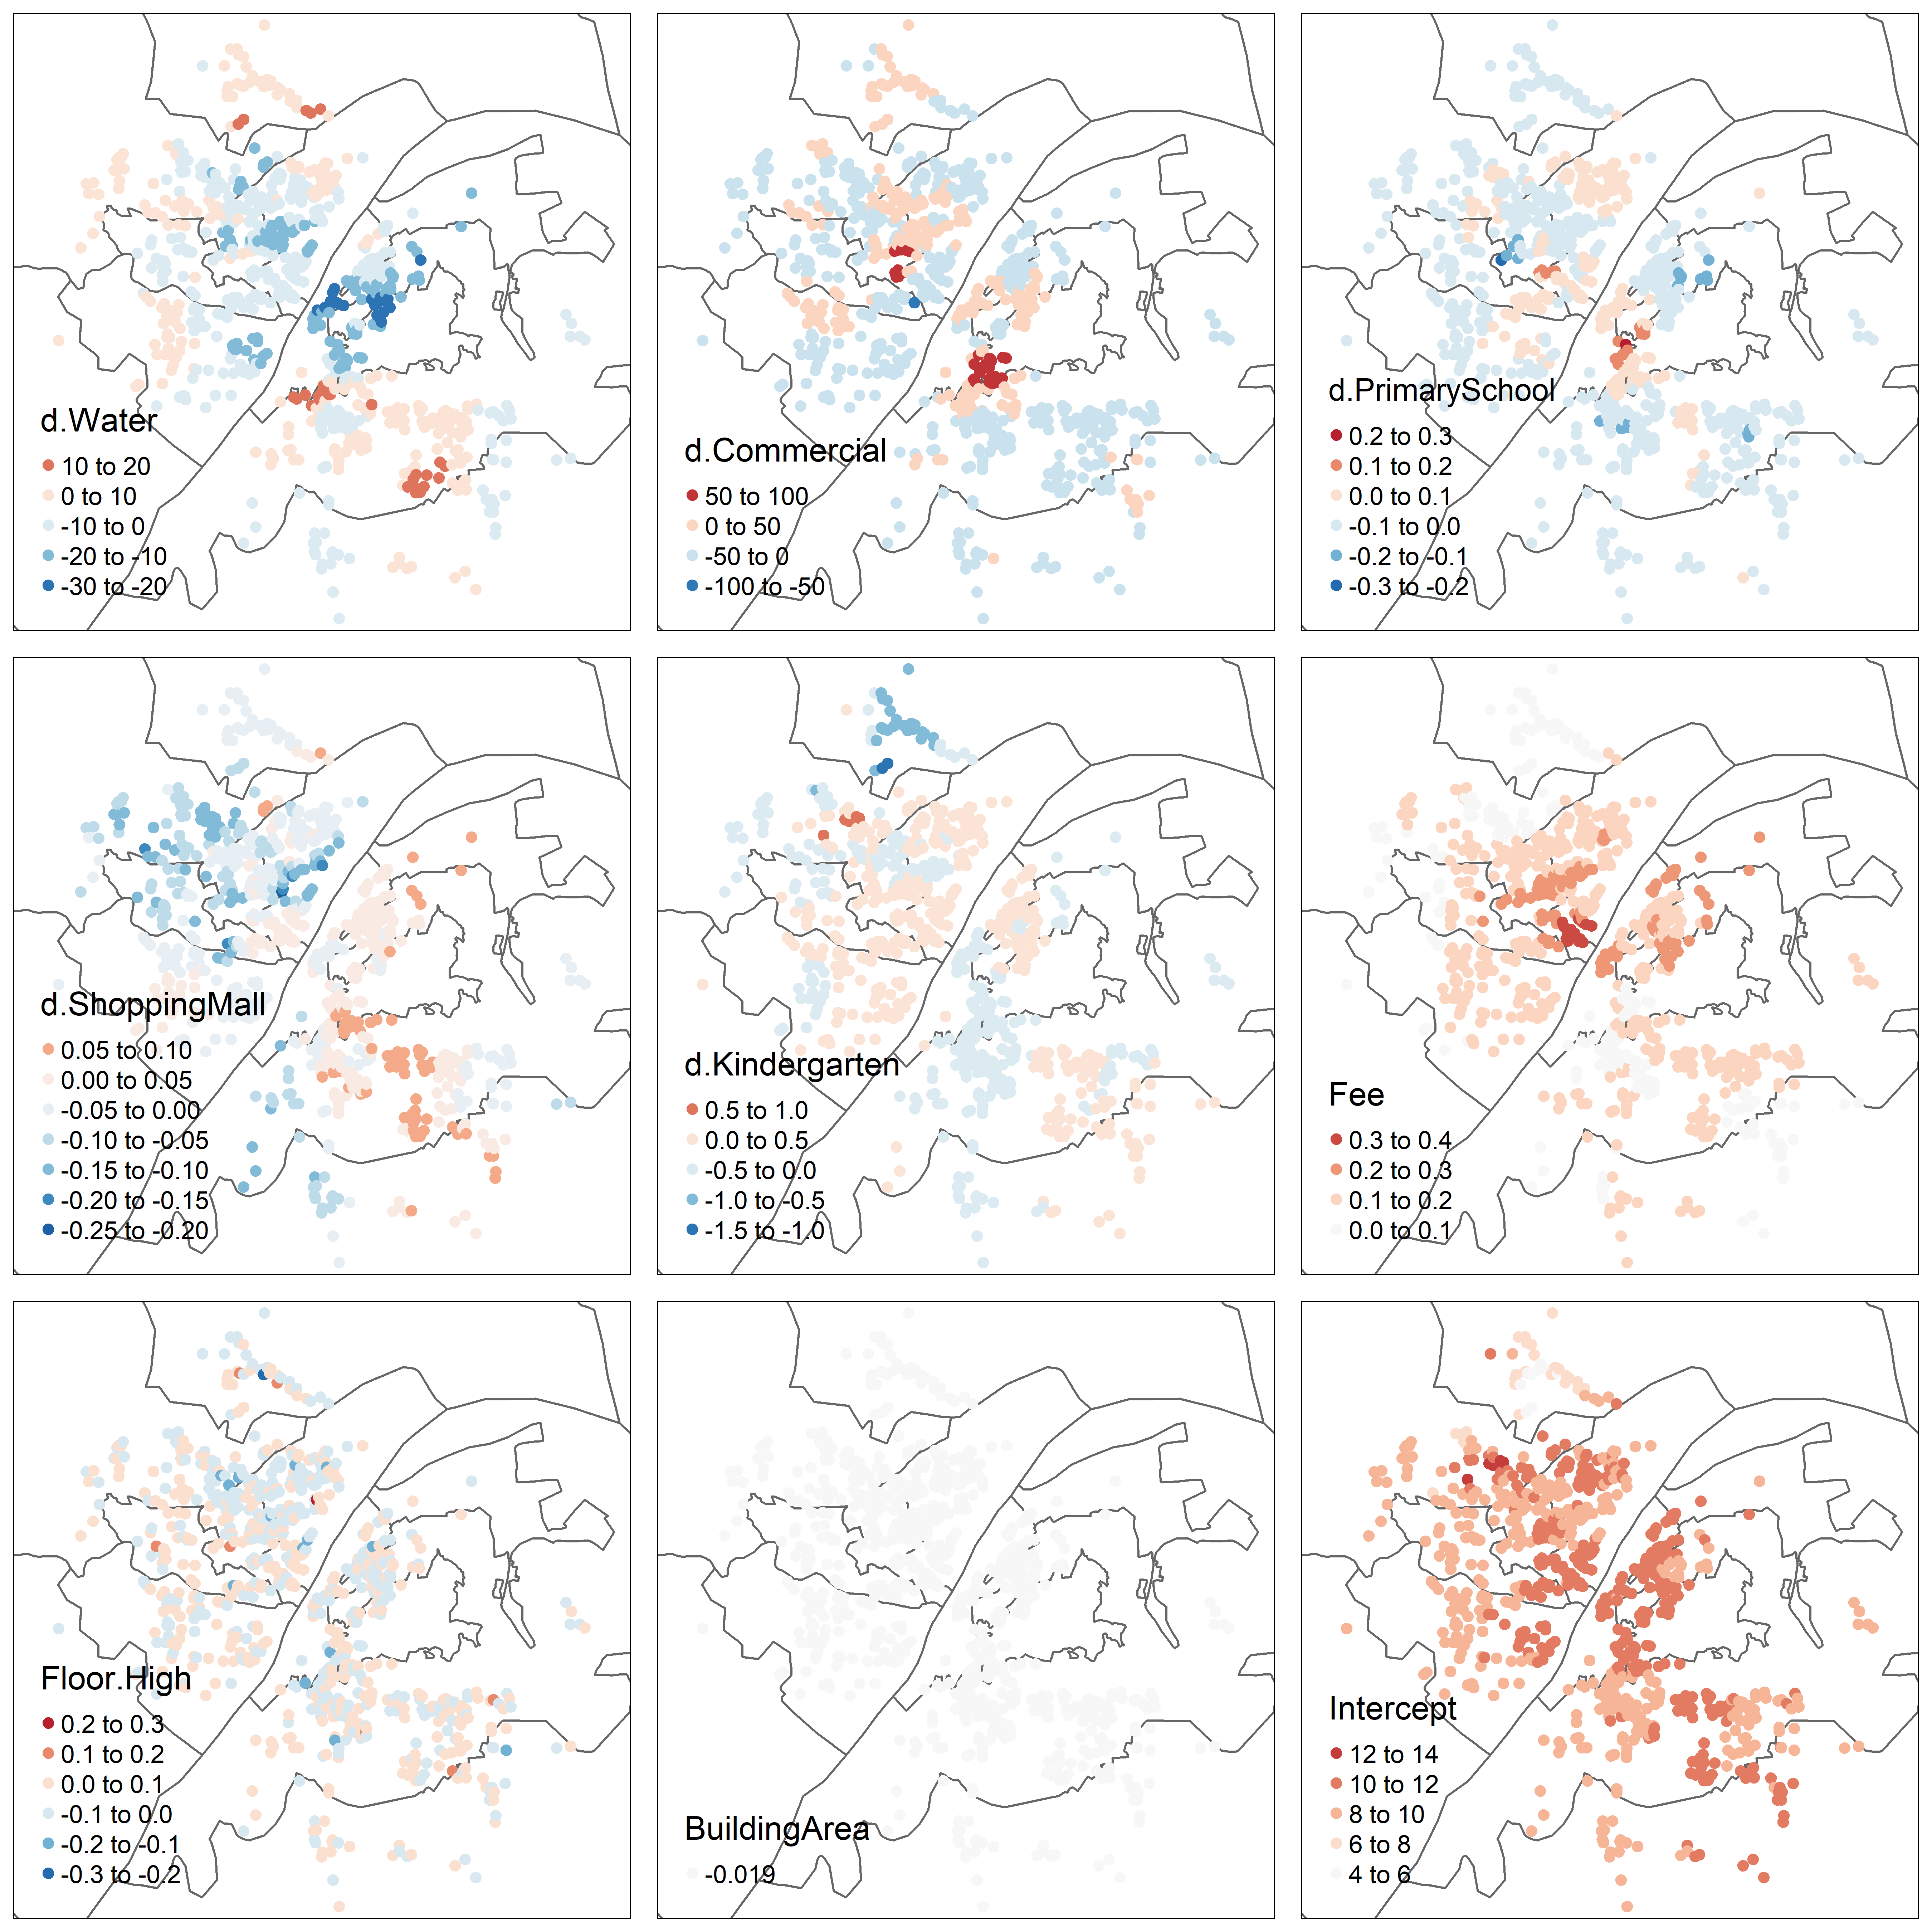 d.Water
10 to 20
0 to 10
-10 to 0
-20 to -10
-30 to -20
d.Commercial
50 to 100
0 to 50
-50 to 0
-100 to -50
d.PrimarySchool
0.2 to 0.3
0.1 to 0.2
0.0 to 0.1
-0.1 to 0.0
-0.2 to -0.1
-0.3 to -0.2
d.ShoppingMall
0.05 to 0.10
0.00 to 0.05
-0.05 to 0.00
-0.10 to -0.05
-0.15 to -0.10
-0.20 to -0.15
-0.25 to -0.20
d.Kindergarten
0.5 to 1.0
0.0 to 0.5
-0.5 to 0.0
-1.0 to -0.5
-1.5 to -1.0
Fee
0.3 to 0.4
0.2 to 0.3
0.1 to 0.2
0.0 to 0.1
Floor.High
0.2 to 0.3
0.1 to 0.2
0.0 to 0.1
-0.1 to 0.0
-0.2 to -0.1
-0.3 to -0.2
BuildingArea
-0.019
Intercept
12 to 14
10 to 12
8 to 10
6 to 8
4 to 6